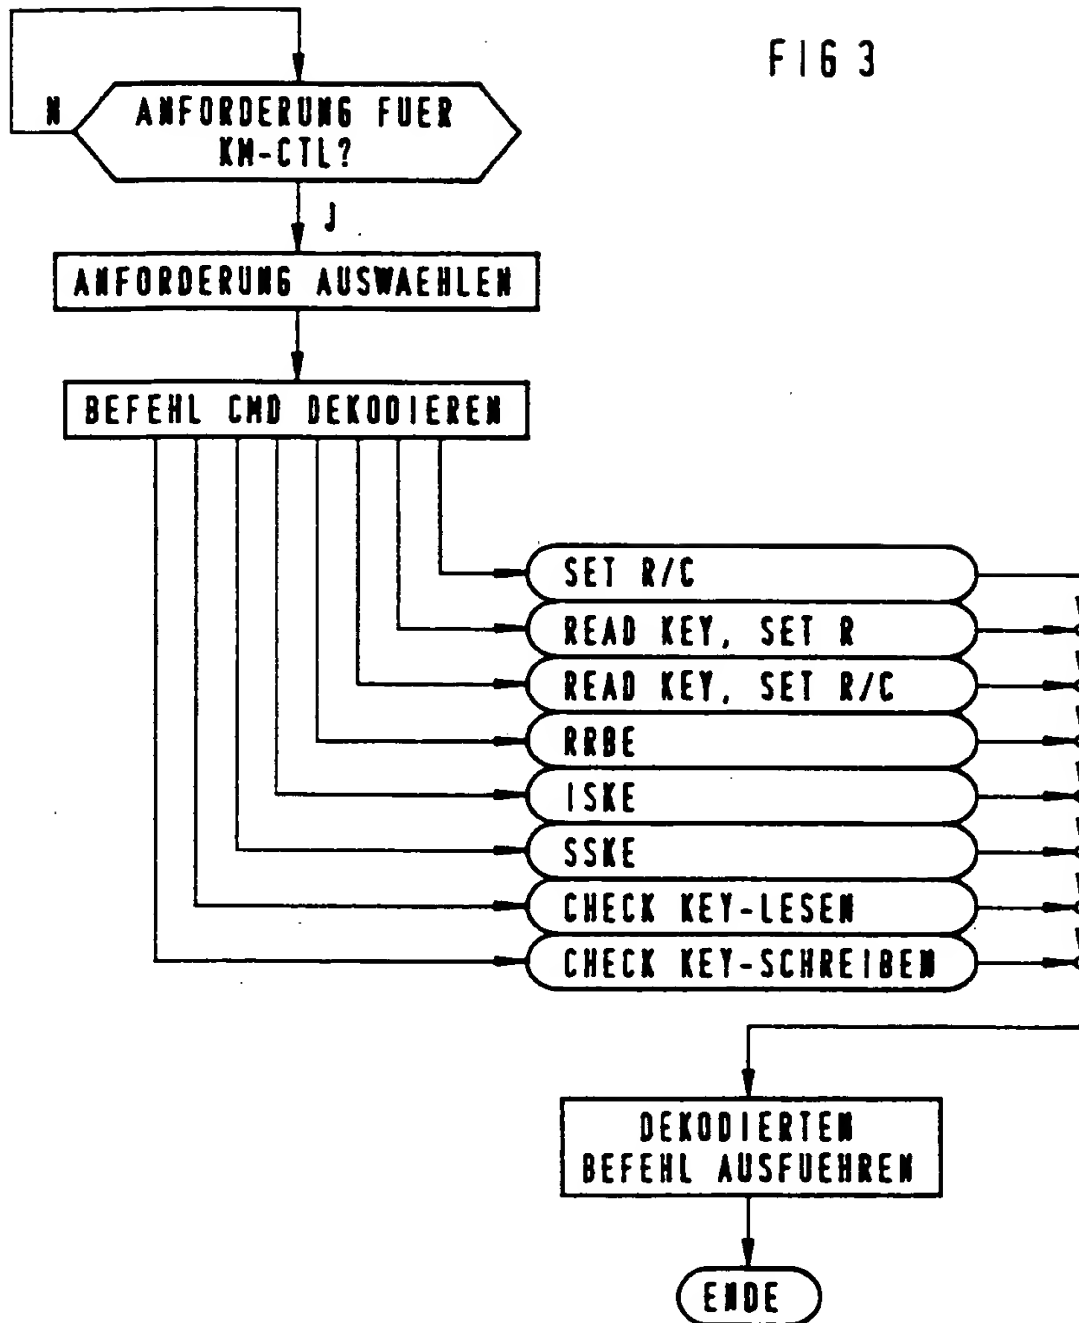 FIG 3
N
ANFORDERUNG FUER
KM-CTL?
J
ANFORDERUNG AUSWAEHLEN
BEFEHL CMD DEKODIEREN
SET R/C
READ KEY, SET R
READ KEY, SET R/C
RRBE
ISKE
SSKE
CHECK KEY-LESEN
CHECK KEY-SCHREIBEN
DEKODIERTEN
BEFEHL AUSFUEHREN
ENDE